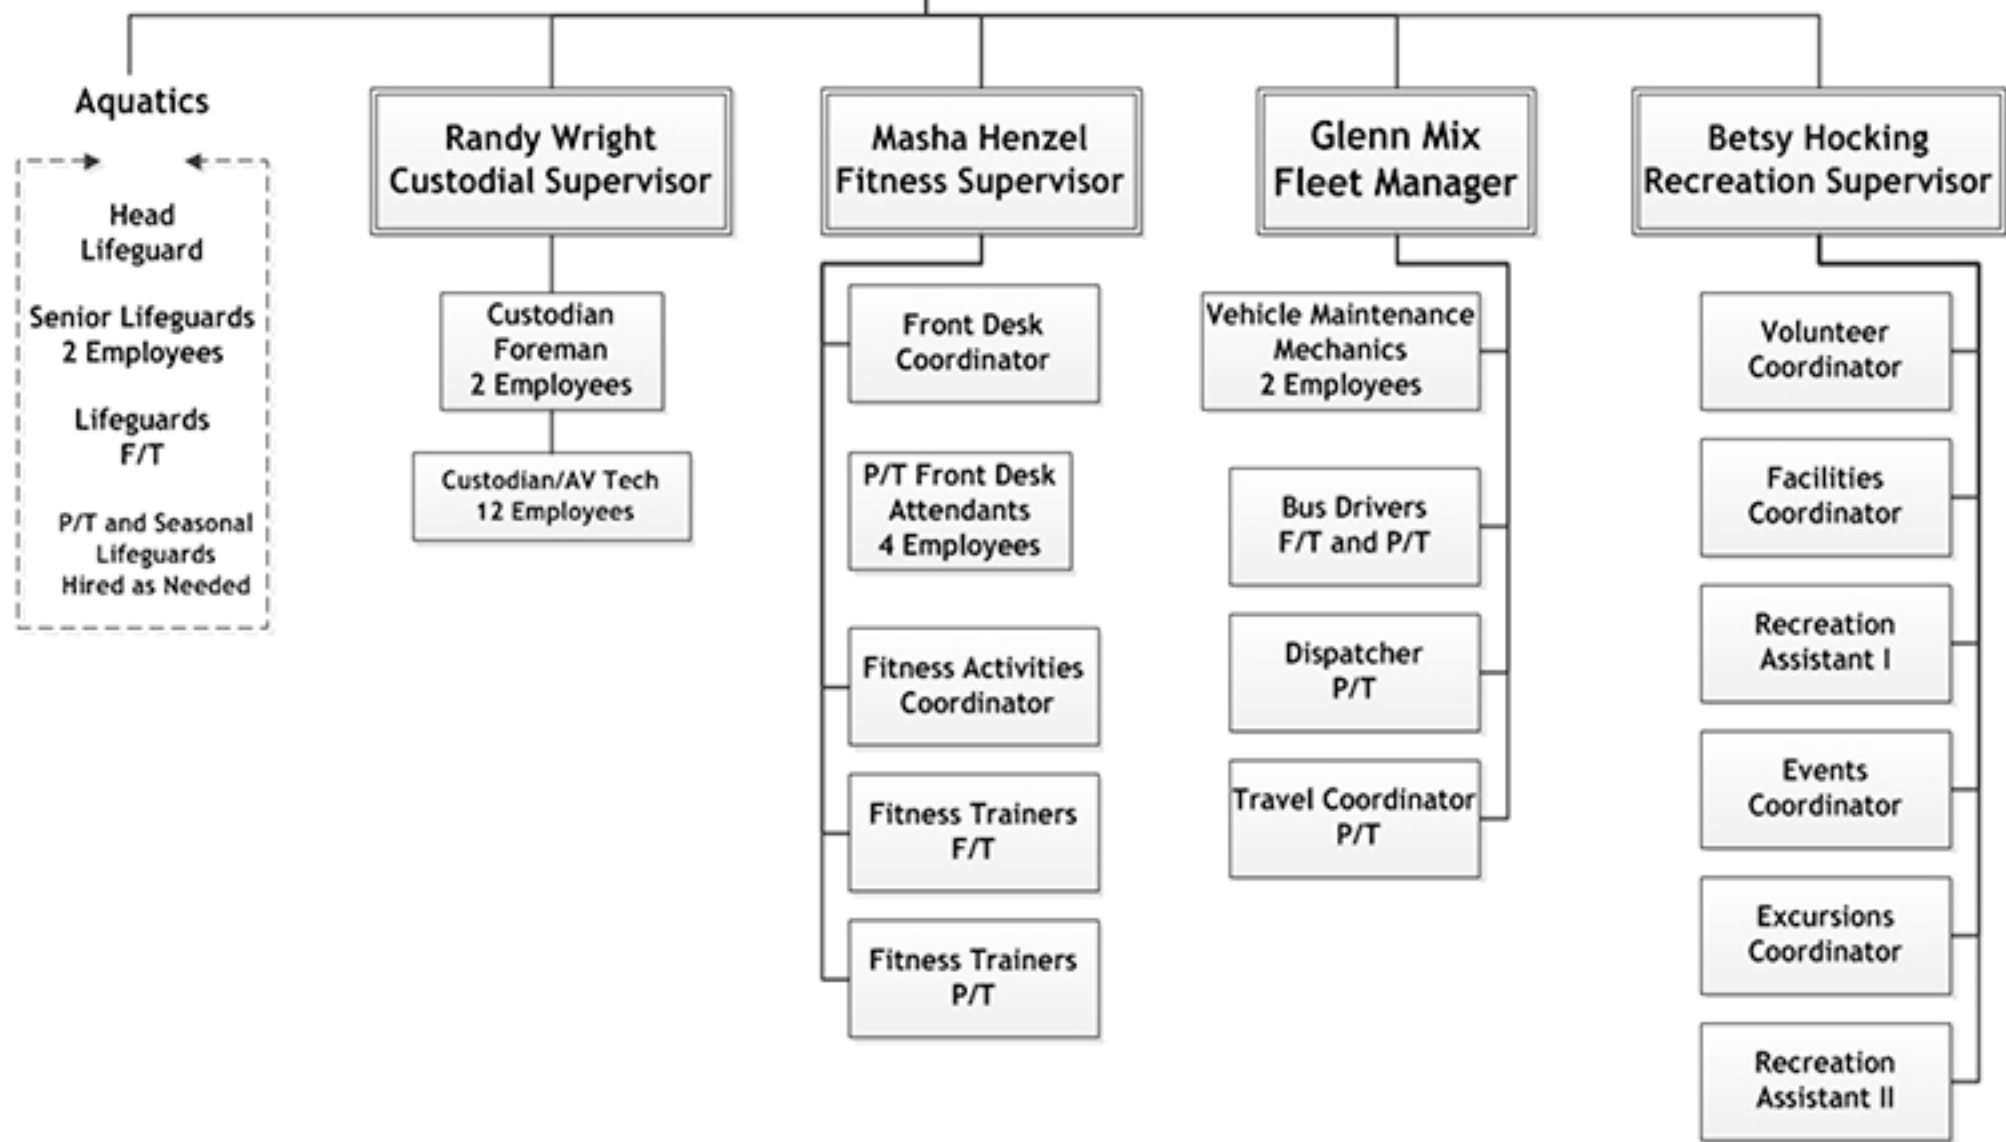 Aquatics
Head
Lifeguard
Senior Lifeguards
2 Employees
Lifeguards
F/T
P/T and Seasonal
Lifeguards
Hired as Needed
Randy Wright
Custodial Supervisor
Custodian
Foreman
2 Employees
Custodian/AV Tech
12 Employees
Masha Henzel
Fitness Supervisor
Front Desk
Coordinator
P/T Front Desk
Attendants
4 Employees
Fitness Activities
Coordinator
Fitness Trainers
F/T
Fitness Trainers
P/T
Glenn Mix
Fleet Manager
Vehicle Maintenance
Mechanics
2 Employees
Bus Drivers
F/T and P/T
Dispatcher
P/T
Travel Coordinator
P/T
Betsy Hocking
Recreation Supervisor
Volunteer
Coordinator
Facilities
Coordinator
Recreation
Assistant I
Events
Coordinator
Excursions
Coordinator
Recreation
Assistant II